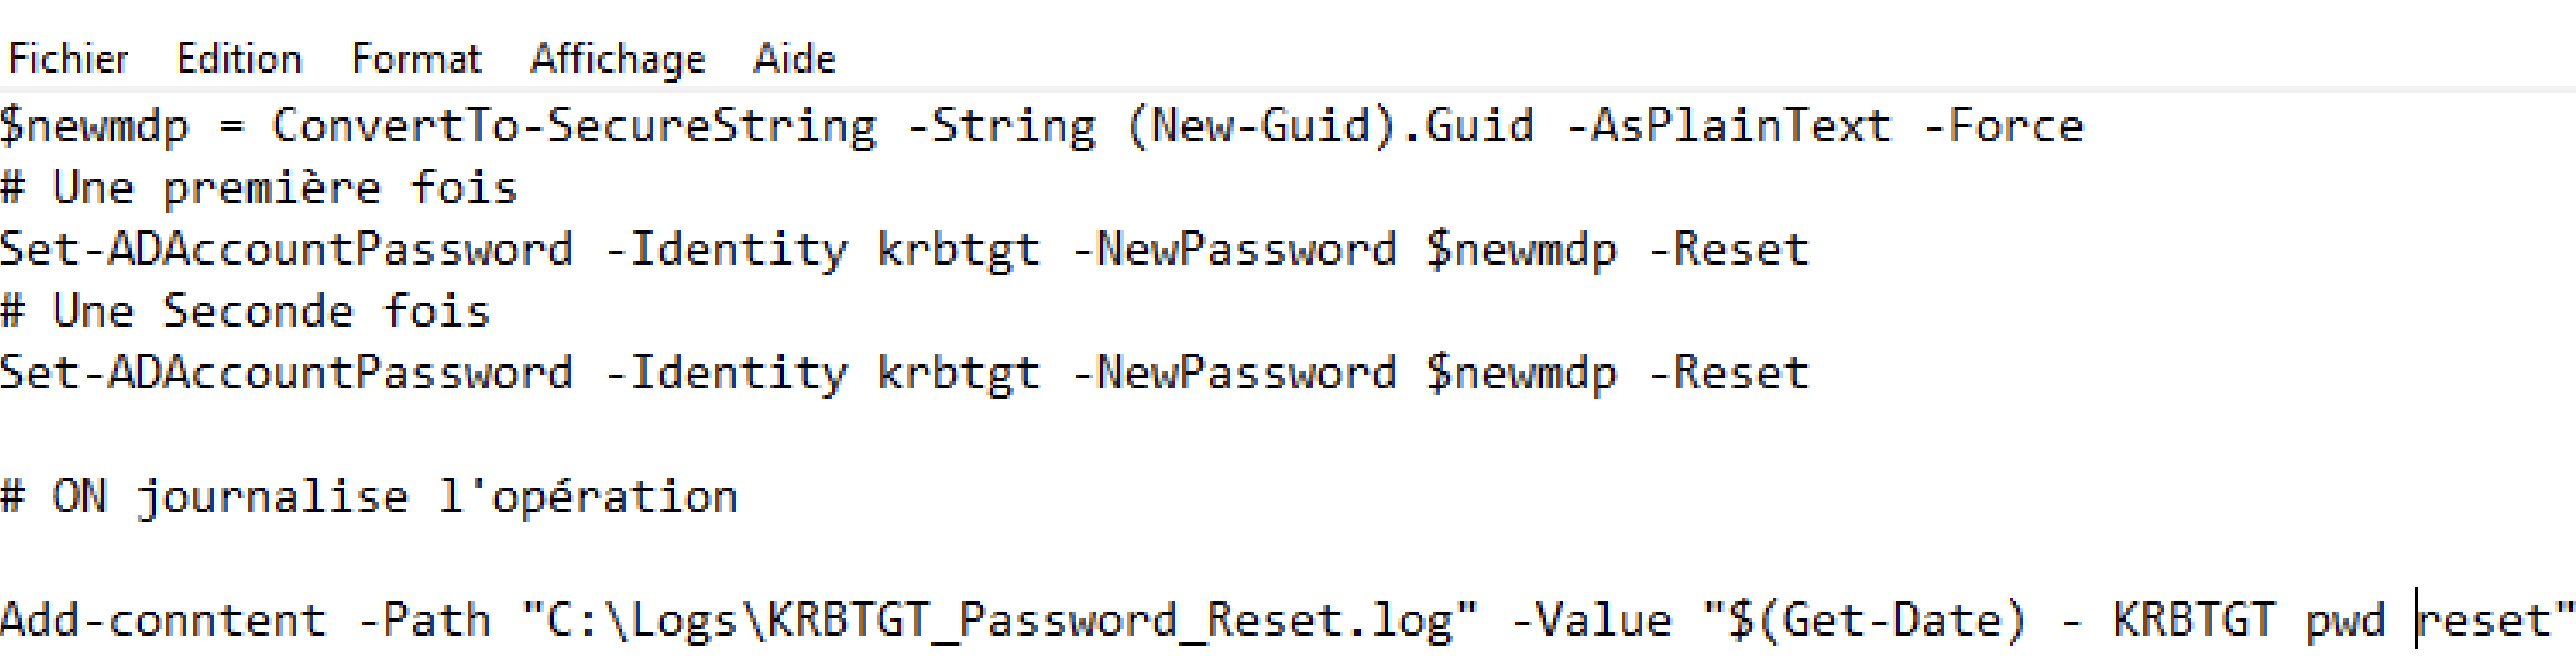 Fichier Edition Format Affichage Aide
$newmdp = ConvertTo-SecureString -String (New-Guid).Guid -AsPlainText -Force
# Une première fois
Set-ADAccountPassword -Identity krbtgt -NewPassword $newmdp -Reset
# Une Seconde fois
Set-ADAccountPassword -Identity krbtgt -NewPassword $newmdp -Reset
# ON journalise l'opération
Add-conntent -Path "C:\Logs\KRBTGT_Password_Reset.log" -Value "$(Get-Date) - KRBTGT pwd reset"